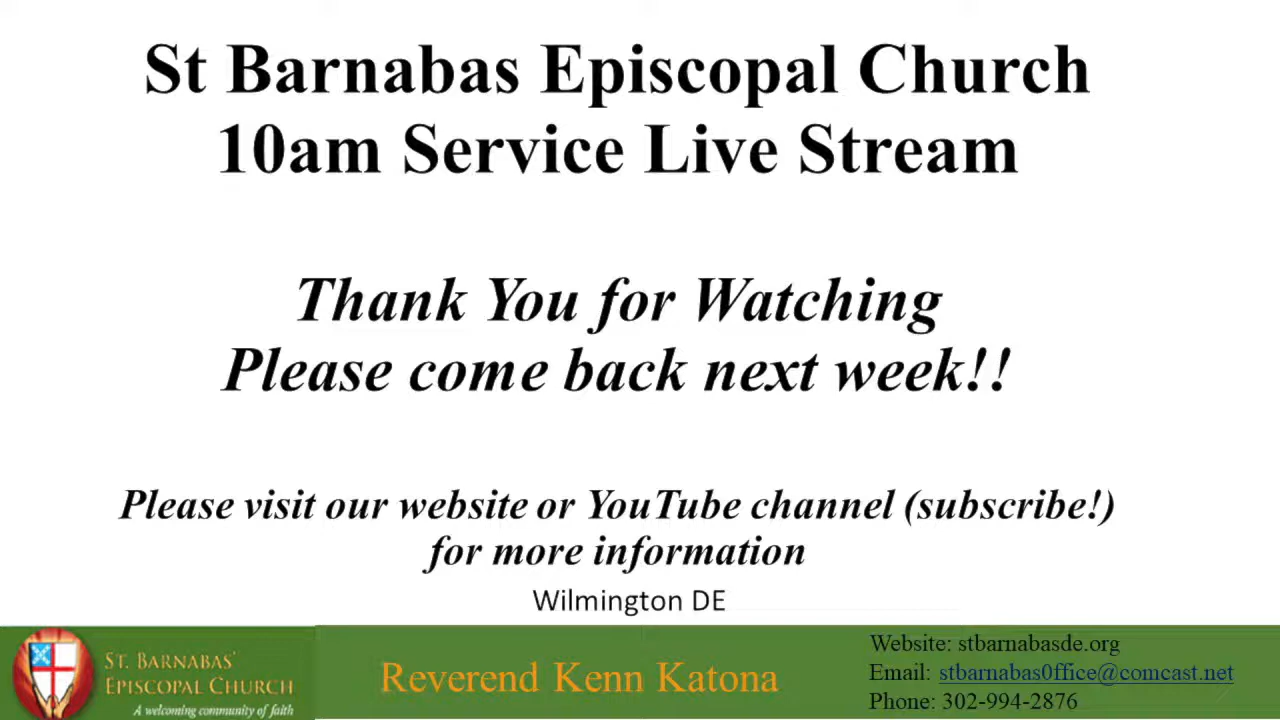 St Barnabas Episcopal Church
10am Service Live Stream
Thank You for Watching
Please come back next week!!
Please visit our website or YouTube channel (subscribe!)
for more information
Wilmington DE
ST. BARNABAS'
EPISCOPAL CHURCH
A welcoming community of faith
Reverend Kenn Katona
Website: stbarnabasde.org
Email: stbarnabas0ffice@comcast.net
Phone: 302-994-2876